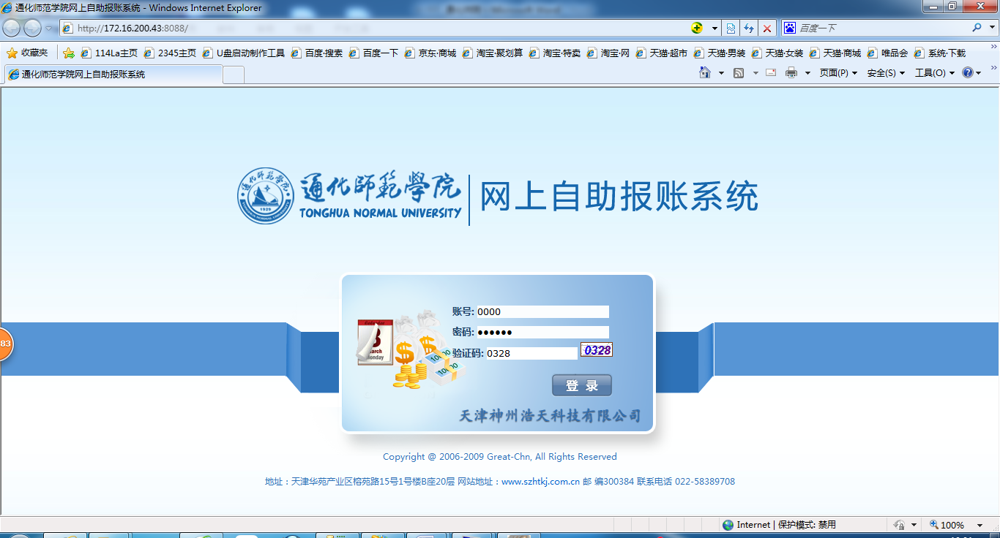 通化师范学院网上自助报账系统 - Windows Internet Explorer
http://172.16.200.43:8088/
百度一下
收藏夹 114La主页 2345主页 U盘启动制作工具 百度·搜索 百度一下 京东·商城 淘宝·聚划算 淘宝·特卖 淘宝·网 天猫·超市 天猫·男装 天猫·女装 天猫·商城 唯品会 系统·下载
通化师范学院网上自助报账系统
页面(P) 安全(S) 工具(O)
通化師範學院
TONGHUA NORMAL UNIVERSITY
1929
网上自助报账系统
83
账号: 0000
密码: ●●●●●●
验证码: 0328 0328
登 录
天津神州浩天科技有限公司
Copyright @ 2006-2009 Great-Chn, All Rights Reserved
地址：天津华苑产业区榕苑路15号1号楼B座20层 网站地址：www.szhtkj.com.cn 邮 编300384 联系电话 022-58389708
Internet | 保护模式: 禁用
100%